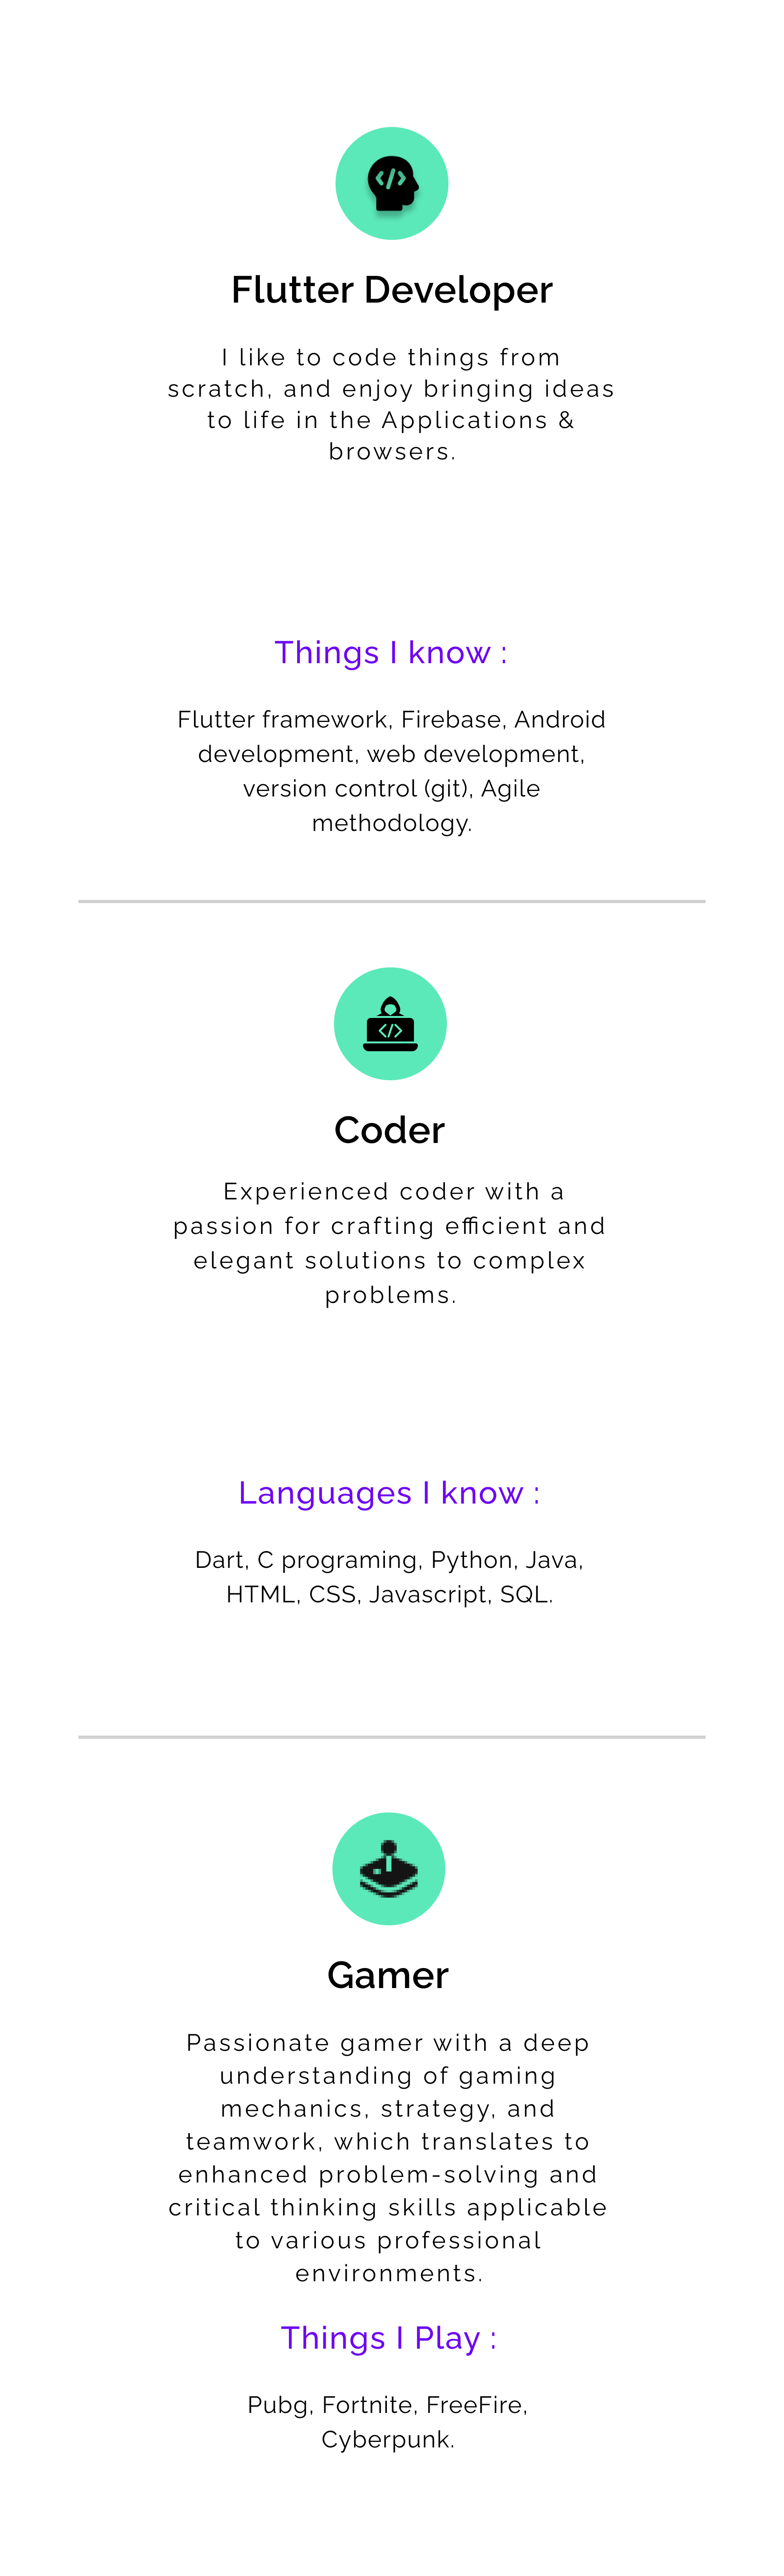 Flutter Developer
I like to code things from
scratch, and enjoy bringing ideas
to life in the Applications &
browsers.
Things I know :
Flutter framework, Firebase, Android
development, web development,
version control (git), Agile
methodology.
Coder
Experienced coder with a
passion for crafting efficient and
elegant solutions to complex
problems.
Languages I know :
Dart, C programing, Python, Java,
HTML, CSS, Javascript, SQL.
Gamer
Passionate gamer with a deep
understanding of gaming
mechanics, strategy, and
teamwork, which translates to
enhanced problem-solving and
critical thinking skills applicable
to various professional
environments.
Things I Play :
Pubg, Fortnite, FreeFire,
Cyberpunk.